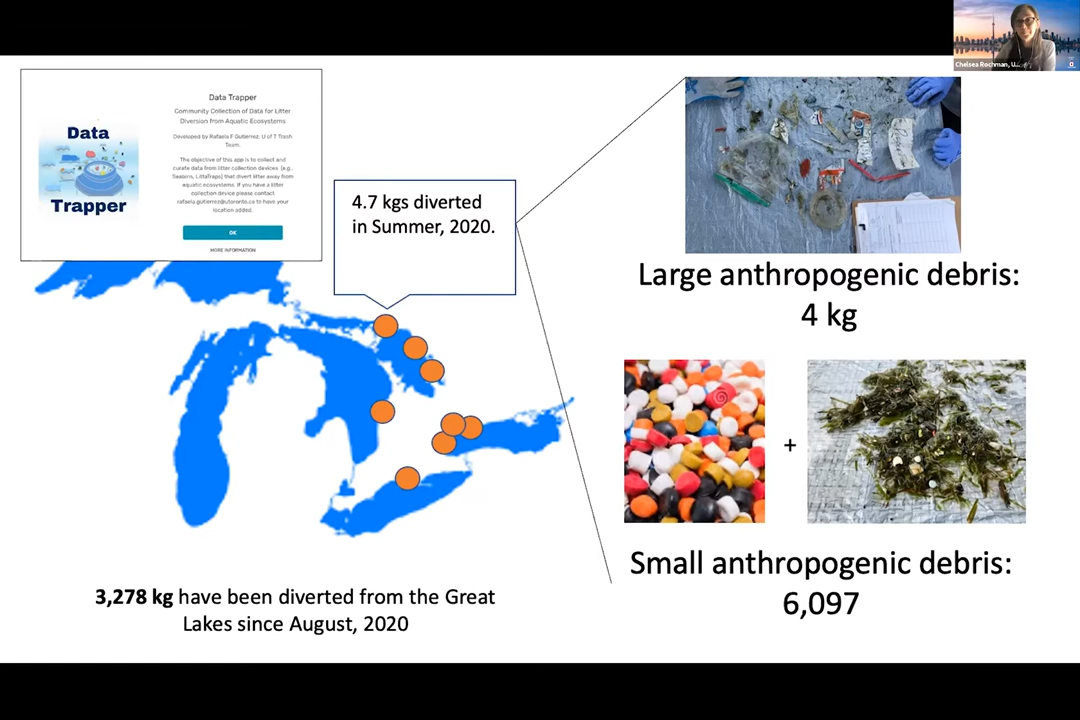 Chelsea Rochman, U...
Data
Trapper
Data Trapper
Community Collection of Data for Litter
Diversion from Aquatic Ecosystems
Developed by Rafaela F Gutierrez, U of T Trash
Team.
The objective of this app is to collect and
curate data from litter collection devices (e.g.,
Seabins, LittaTraps) that divert litter away from
aquatic ecosystems. If you have a litter
collection device please contact
rafaela.gutierrez@utoronto.ca to have your
location added.
OK
MORE INFORMATION
4.7 kgs diverted
in Summer, 2020.
Large anthropogenic debris:
4 kg
+
Small anthropogenic debris:
6,097
3,278 kg have been diverted from the Great
Lakes since August, 2020